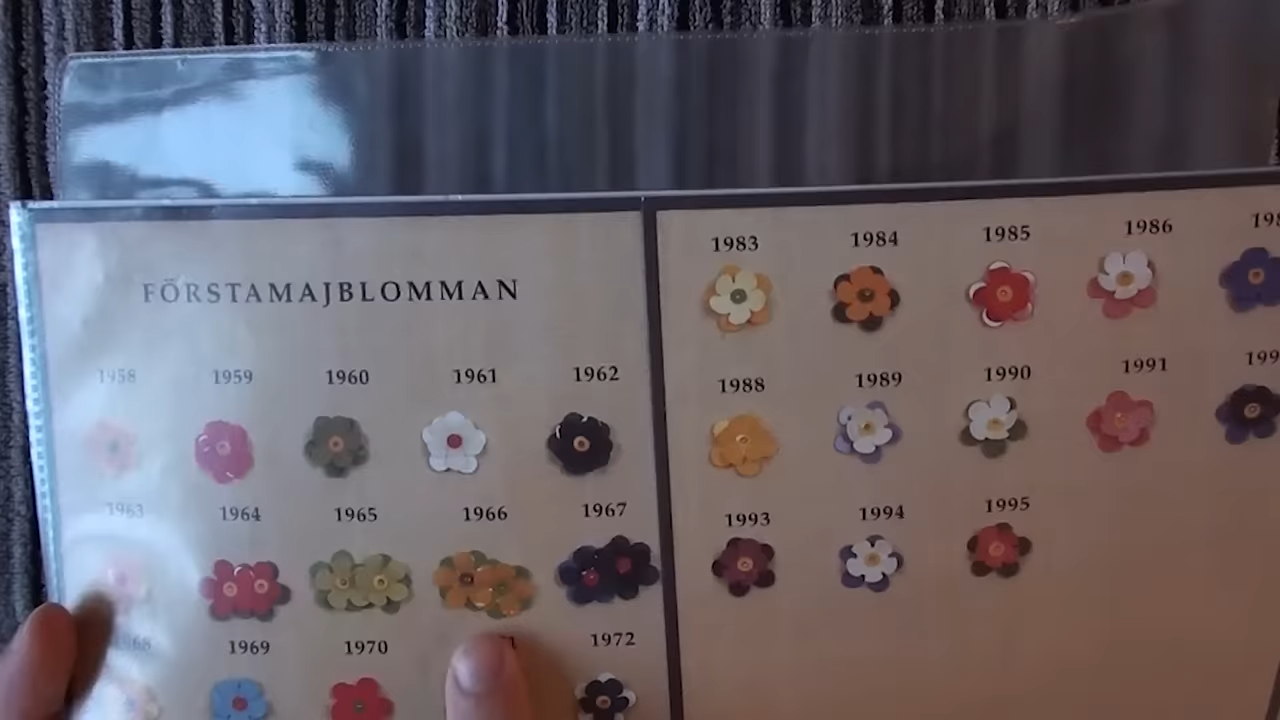 FÖRSTAMAJBLOMMAN
1958 1959 1960 1961 1962
1963 1964 1965 1966 1967
1969 1970 1972
1983 1984 1985 1986
1988 1989 1990 1991
1993 1994 1995